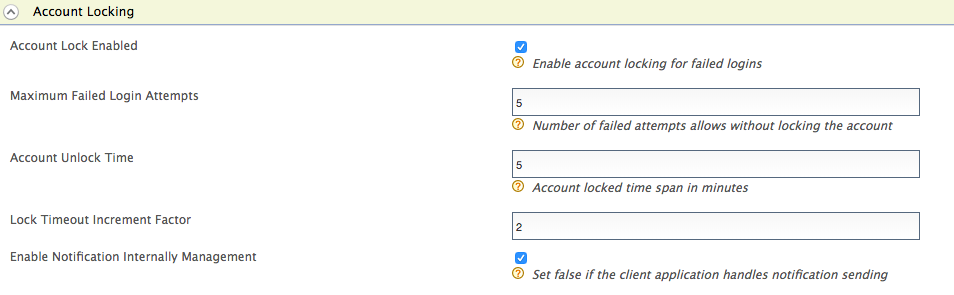 Account Locking
Account Lock Enabled
Enable account locking for failed logins
Maximum Failed Login Attempts
5
Number of failed attempts allows without locking the account
Account Unlock Time
5
Account locked time span in minutes
Lock Timeout Increment Factor
2
Enable Notification Internally Management
Set false if the client application handles notification sending